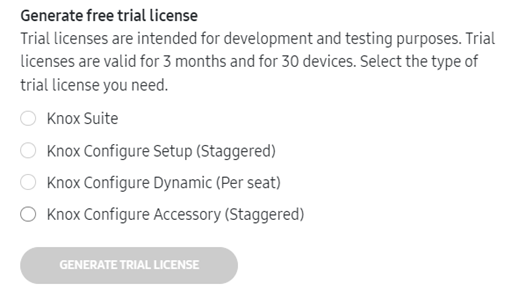 Generate free trial license
Trial licenses are intended for development and testing purposes. Trial
licenses are valid for 3 months and for 30 devices. Select the type of
trial license you need.
Knox Suite
Knox Configure Setup (Staggered)
Knox Configure Dynamic (Per seat)
Knox Configure Accessory (Staggered)
GENERATE TRIAL LICENSE